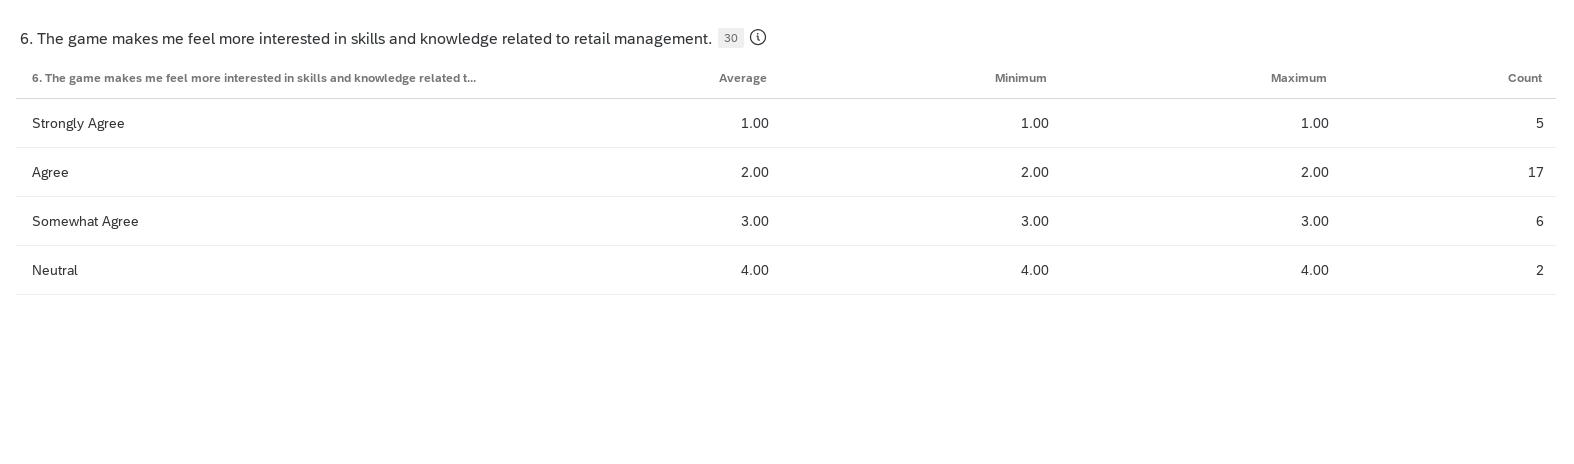 6. The game makes me feel more interested in skills and knowledge related to retail management. 30
6. The game makes me feel more interested in skills and knowledge related t... Average Minimum Maximum Count
Strongly Agree 1.00 1.00 1.00 5
Agree 2.00 2.00 2.00 17
Somewhat Agree 3.00 3.00 3.00 6
Neutral 4.00 4.00 4.00 2